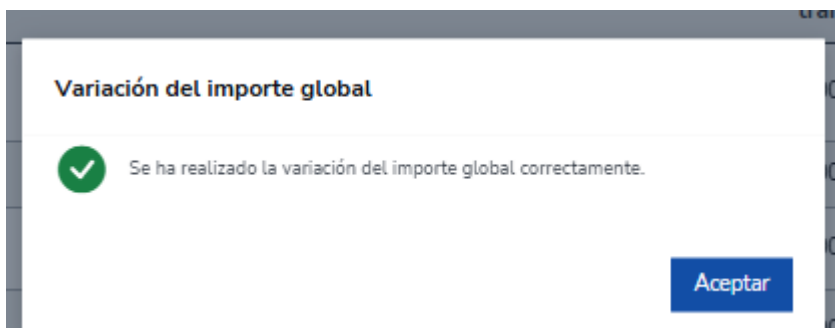 Variación del importe global
Se ha realizado la variación del importe global correctamente.
Aceptar